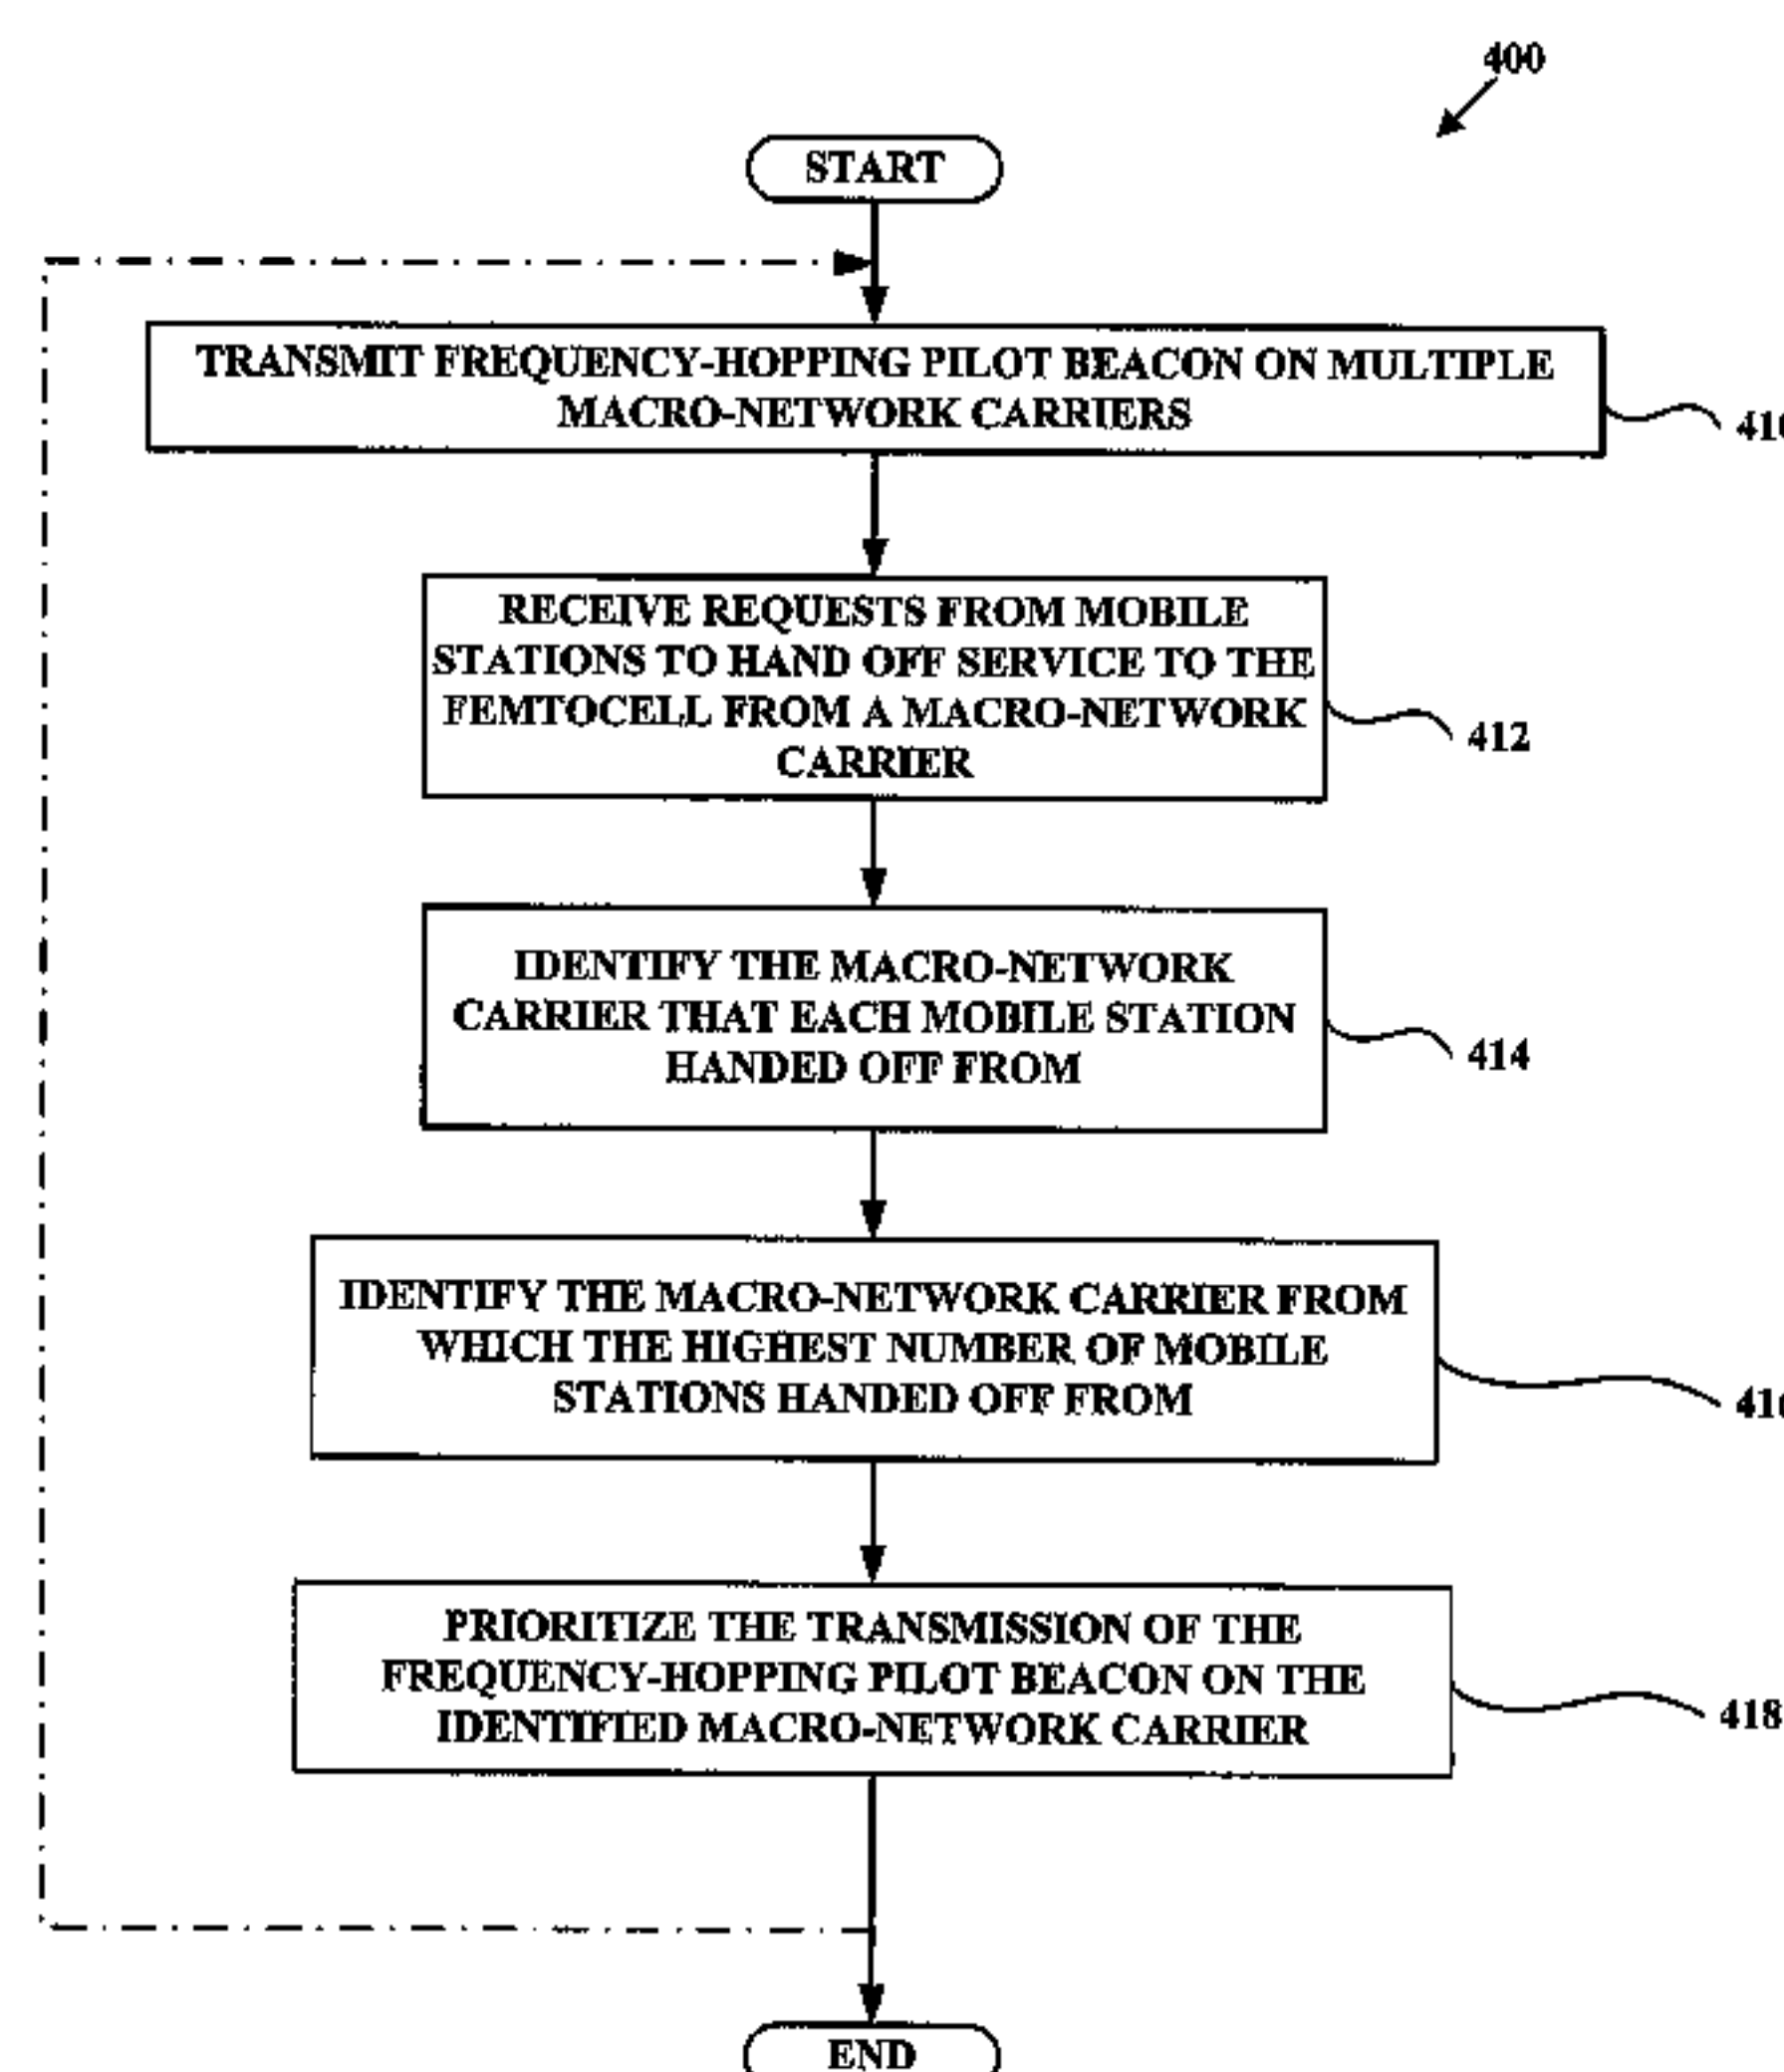 400
START
TRANSMIT FREQUENCY-HOPPING PILOT BEACON ON MULTIPLE
MACRO-NETWORK CARRIERS
410
RECEIVE REQUESTS FROM MOBILE
STATIONS TO HAND OFF SERVICE TO THE
FEMTOCELL FROM A MACRO-NETWORK
CARRIER
412
IDENTIFY THE MACRO-NETWORK
CARRIER THAT EACH MOBILE STATION
HANDED OFF FROM
414
IDENTIFY THE MACRO-NETWORK CARRIER FROM
WHICH THE HIGHEST NUMBER OF MOBILE
STATIONS HANDED OFF FROM
416
PRIORITIZE THE TRANSMISSION OF THE
FREQUENCY-HOPPING PILOT BEACON ON THE
IDENTIFIED MACRO-NETWORK CARRIER
418
END